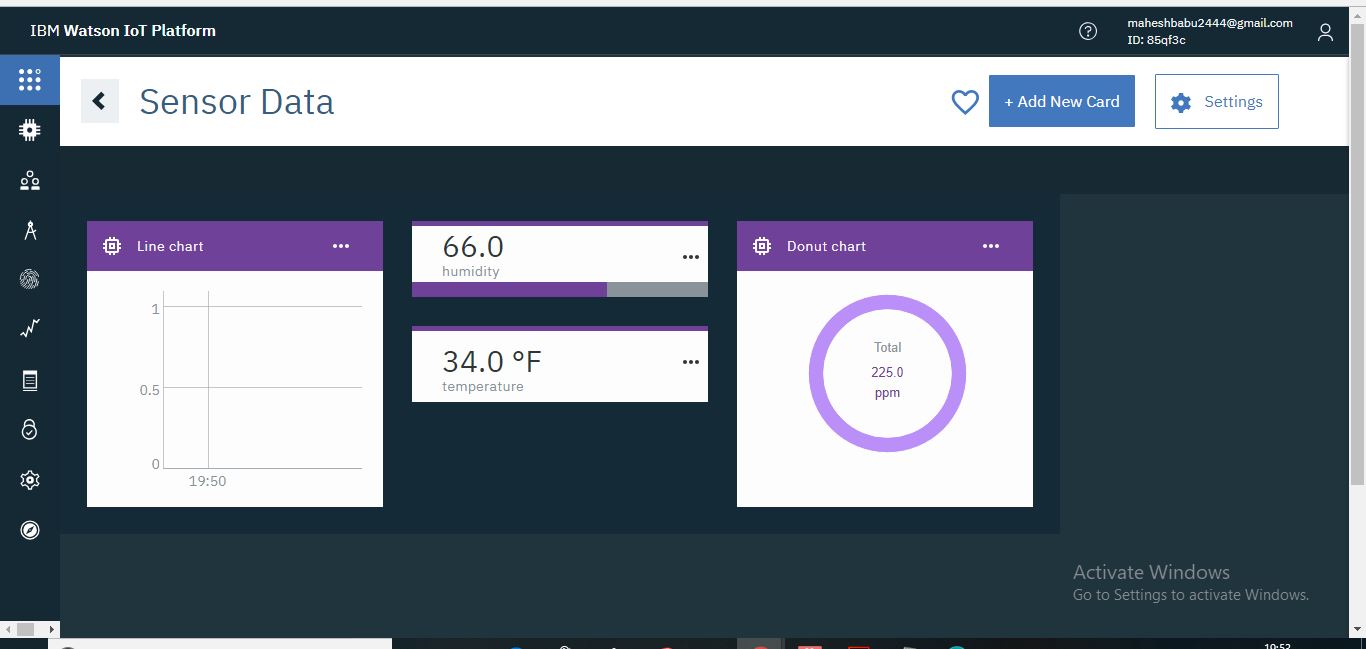 IBM Watson IoT Platform
maheshbabu2444@gmail.com
ID: 85qf3c
Sensor Data
+ Add New Card
Settings
Line chart
1
0.5
0
19:50
66.0
humidity
34.0 °F
temperature
Donut chart
Total
225.0
ppm
Activate Windows
Go to Settings to activate Windows.